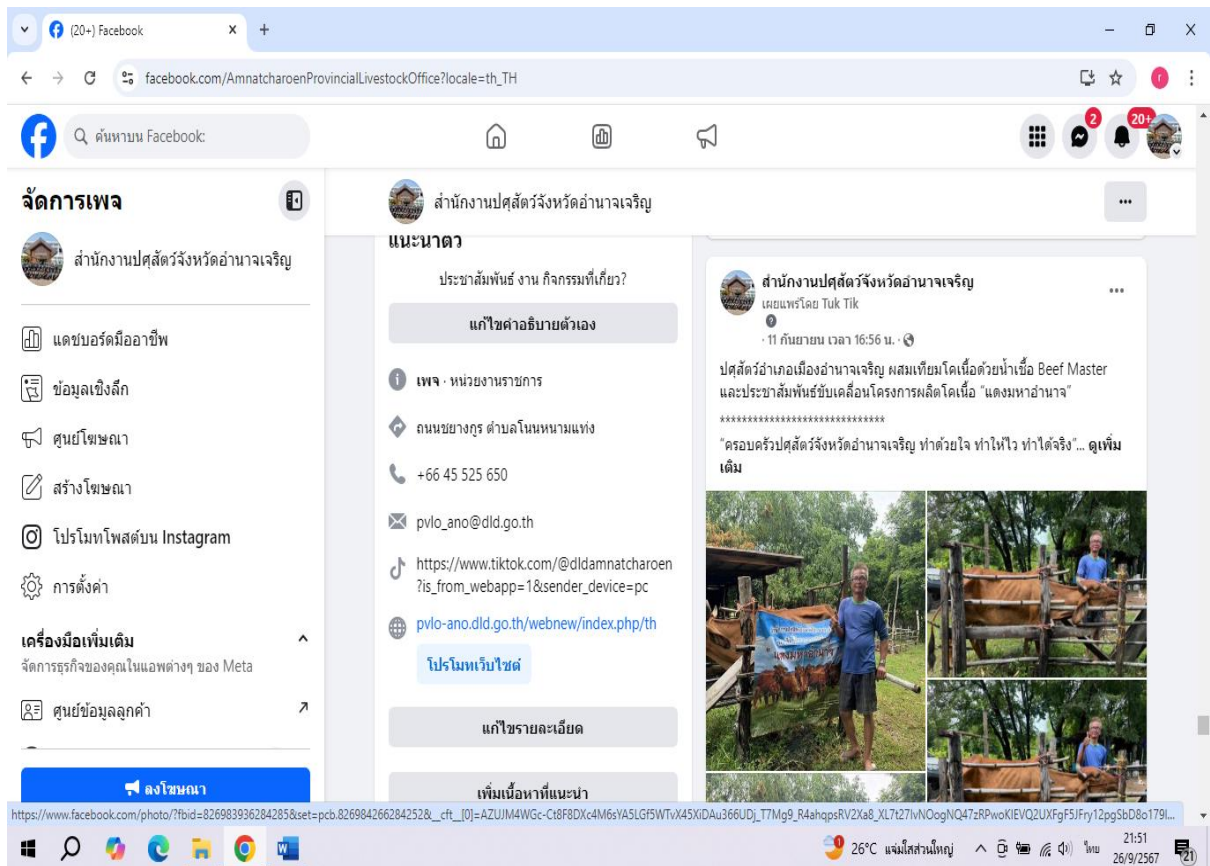 (20+) Facebook
facebook.com/AmnatcharoenProvincialLivestockOffice?locale=th_TH
ค้นหาบน Facebook:
2
20+
จัดการเพจ
สำนักงานปศุสัตว์จังหวัดอำนาจเจริญ
แดชบอร์ดมืออาชีพ
ข้อมูลเชิงลึก
ศูนย์โฆษณา
สร้างโฆษณา
โปรโมทโพสต์บน Instagram
การตั้งค่า
เครื่องมือเพิ่มเติม
จัดการธุรกิจของคุณในแอพต่างๆ ของ Meta
ศูนย์ข้อมูลลูกค้า
ลงโฆษณา
สำนักงานปศุสัตว์จังหวัดอำนาจเจริญ
แนะนำตัว
ประชาสัมพันธ์ งาน กิจกรรมที่เกี่ยว?
แก้ไขคำอธิบายตัวเอง
เพจ · หน่วยงานราชการ
ถนนชยางกูร ตำบลโนนหนามแท่ง
+66 45 525 650
pvlo_ano@dld.go.th
https://www.tiktok.com/@dldamnatcharoen
?is_from_webapp=1&sender_device=pc
pvlo-ano.dld.go.th/webnew/index.php/th
โปรโมทเว็บไซต์
แก้ไขรายละเอียด
เพิ่มเนื้อหาที่แนะนำ
สำนักงานปศุสัตว์จังหวัดอำนาจเจริญ
เผยแพร่โดย Tuk Tik
· 11 กันยายน เวลา 16:56 น. ·
ปศุสัตว์อำเภอเมืองอำนาจเจริญ ผสมเทียมโคเนื้อด้วยน้ำเชื้อ Beef Master
และประชาสัมพันธ์ขับเคลื่อนโครงการผลิตโคเนื้อ "แดงมหาอำนาจ"
******************************
"ครอบครัวปศุสัตว์จังหวัดอำนาจเจริญ ทำด้วยใจ ทำให้ไว ทำได้จริง"... ดูเพิ่ม
เติม
แดงมหาอำนาจ
26°C แจ่มใสส่วนใหญ่
ไทย
21:51
26/9/2567
21